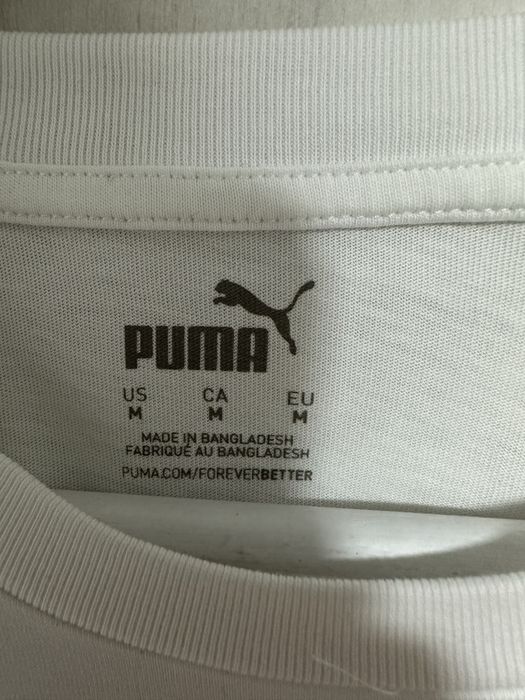 PUMA
US CA EU
M M M
MADE IN BANGLADESH
FABRIQUÉ AU BANGLADESH
PUMA.COM/FOREVERBETTER